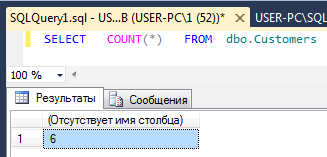 SQLQuery1.sql - US...B (USER-PC\1 (52))* USER-PC\SQL
SELECT COUNT(*) FROM dbo.Customers
100 %
Результаты Сообщения
(Отсутствует имя столбца)
1 6